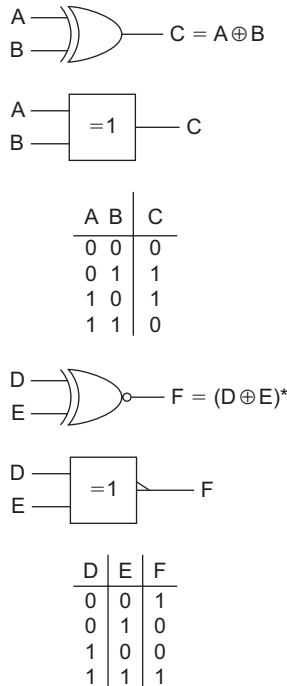 A
B
C = A ⊕ B
A
B
=1
C
A B C
0 0 0
0 1 1
1 0 1
1 1 0
D
E
F = (D ⊕ E)*
D
E
=1
F
D E F
0 0 1
0 1 0
1 0 0
1 1 1